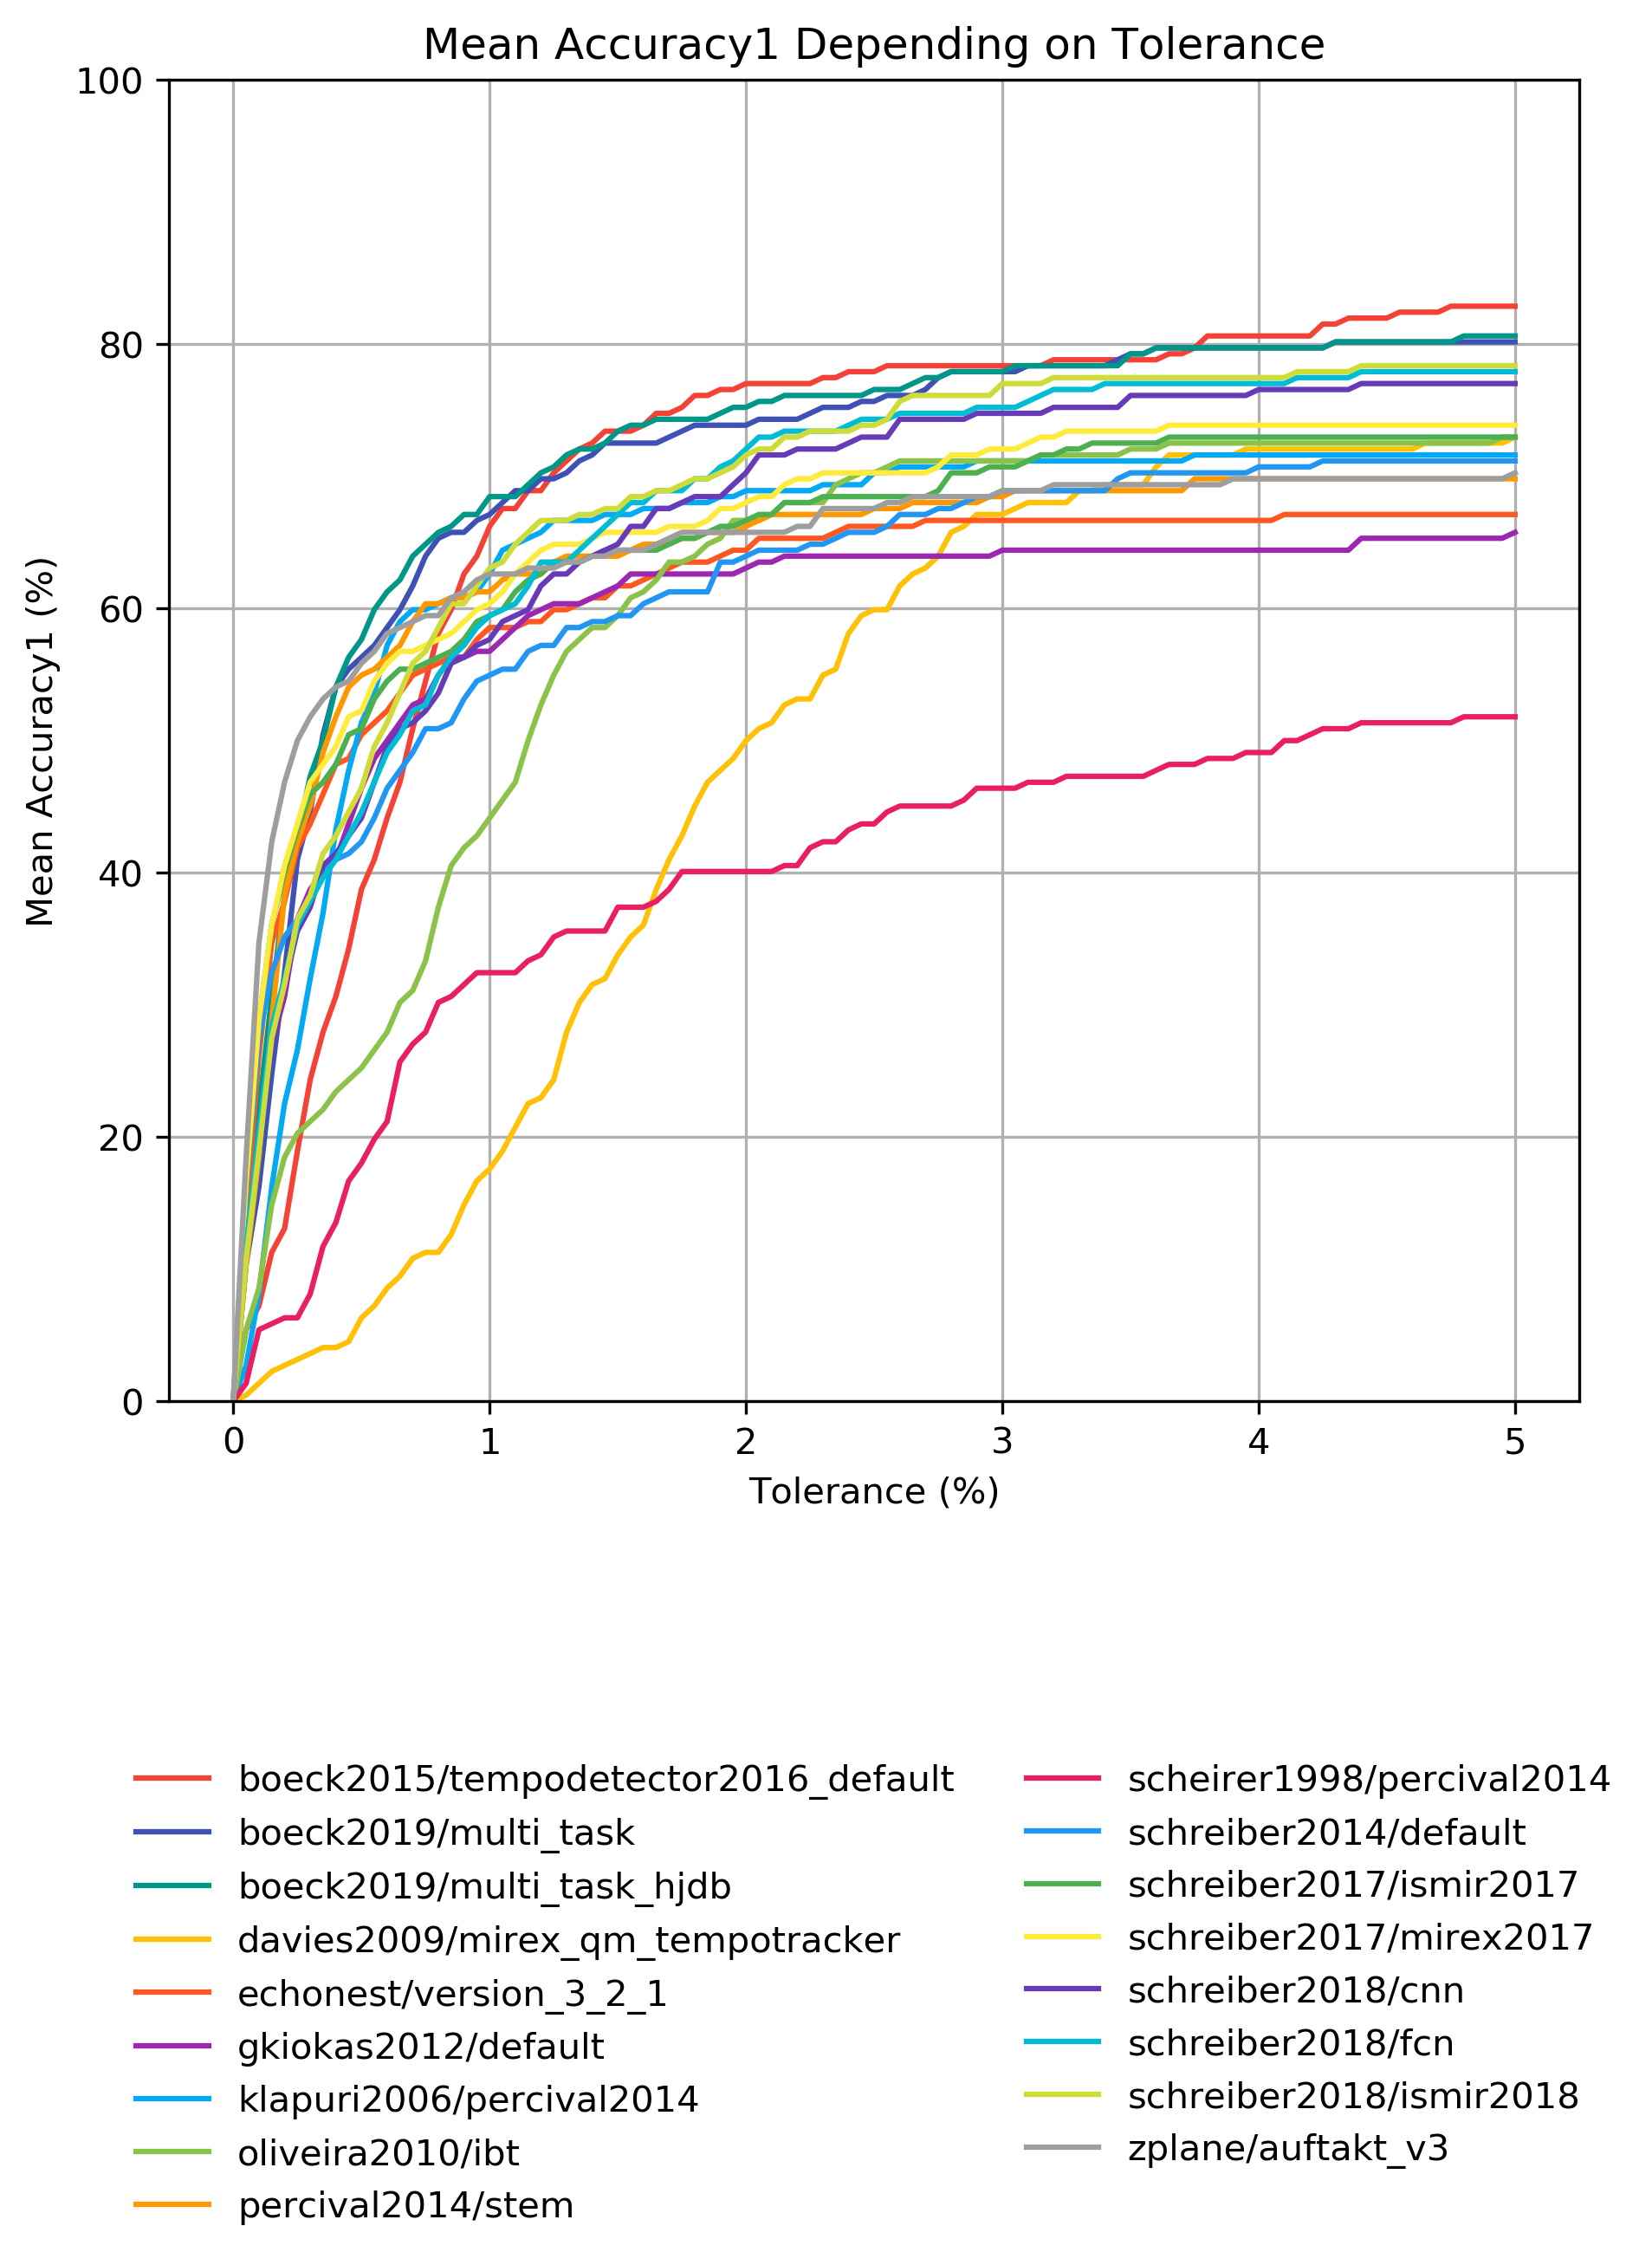 Mean Accuracy1 Depending on Tolerance
100
80
60
40
20
0
Mean Accuracy1 (%)
0 1 2 3 4 5
Tolerance (%)
boeck2015/tempodetector2016_default
boeck2019/multi_task
boeck2019/multi_task_hjdb
davies2009/mirex_qm_tempotracker
echonest/version_3_2_1
gkiokas2012/default
klapuri2006/percival2014
oliveira2010/ibt
percival2014/stem
scheirer1998/percival2014
schreiber2014/default
schreiber2017/ismir2017
schreiber2017/mirex2017
schreiber2018/cnn
schreiber2018/fcn
schreiber2018/ismir2018
zplane/auftakt_v3